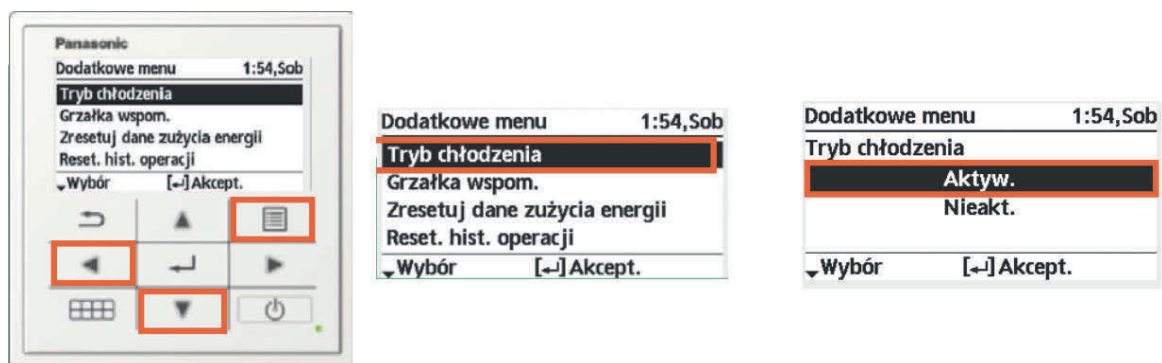 Panasonic
Dodatkowe menu 1:54,Sob
Tryb chłodzenia
Grzałka wspom.
Zresetuj dane zużycia energii
Reset. hist. operacji
Wybór [↵] Akcept.
Dodatkowe menu 1:54,Sob
Tryb chłodzenia
Grzałka wspom.
Zresetuj dane zużycia energii
Reset. hist. operacji
Wybór [↵] Akcept.
Dodatkowe menu 1:54,Sob
Tryb chłodzenia
Aktyw.
Nieakt.
Wybór [↵] Akcept.